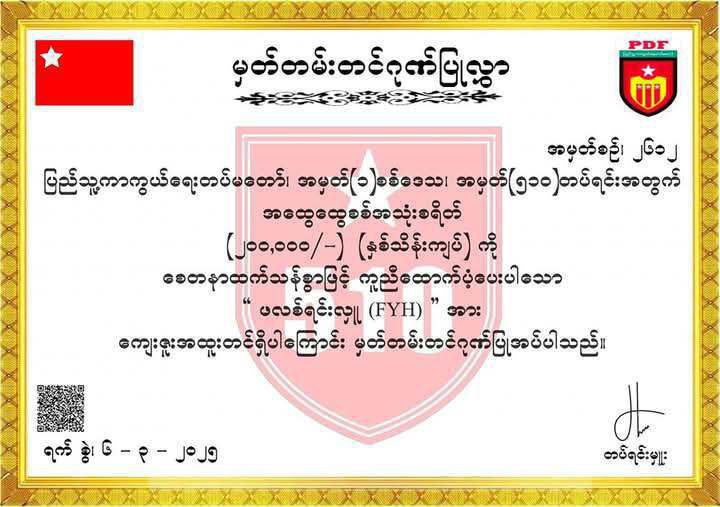 မှတ်တမ်းတင်ဂုဏ်ပြုလွှာ
PDF
အမှတ်စဉ်၊ ၂၆၁၂
ပြည်သူ့ကာကွယ်ရေးတပ်မတော်၊ အမှတ်(၁)စစ်ဒေသ၊ အမှတ်(၅၁၀)တပ်ရင်းအတွက်
အထွေထွေစစ်အသုံးစရိတ်
(၂၀၀,၀၀၀/-) (နှစ်သိန်းကျပ်) ကို
စေတနာထက်သန်စွာဖြင့် ကူညီထောက်ပံ့ပေးပါသော
“ ဖလစ်ရင်းလှူ (FYH) ” အား
ကျေးဇူးအထူးတင်ရှိပါကြောင်း မှတ်တမ်းတင်ဂုဏ်ပြုအပ်ပါသည်။
510
ရက် စွဲ၊ ၆ - ၃ - ၂၀၂၅
တပ်ရင်းမှူး